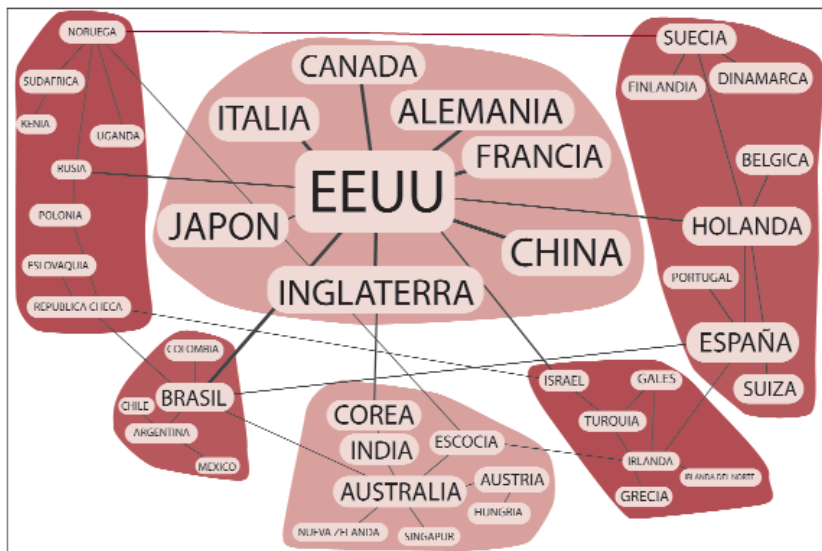 NORUEGA
SUDAFRICA
KENIA
UGANDA
RUSIA
POLONIA
ESLOVAQUIA
REPUBLICA CHECA
CANADA
ITALIA
ALEMANIA
FRANCIA
EEUU
JAPON
CHINA
INGLATERRA
SUECIA
FINLANDIA
DINAMARCA
BELGICA
HOLANDA
PORTUGAL
ESPAÑA
SUIZA
COLOMBIA
BRASIL
CHILE
ARGENTINA
MEXICO
COREA
INDIA
ESCOCIA
AUSTRALIA
AUSTRIA
HUNGRIA
NUEVA ZELANDA
SINGAPUR
ISRAEL
GALES
TURQUIA
IRLANDA
IRLANDA DEL NORTE
GRECIA